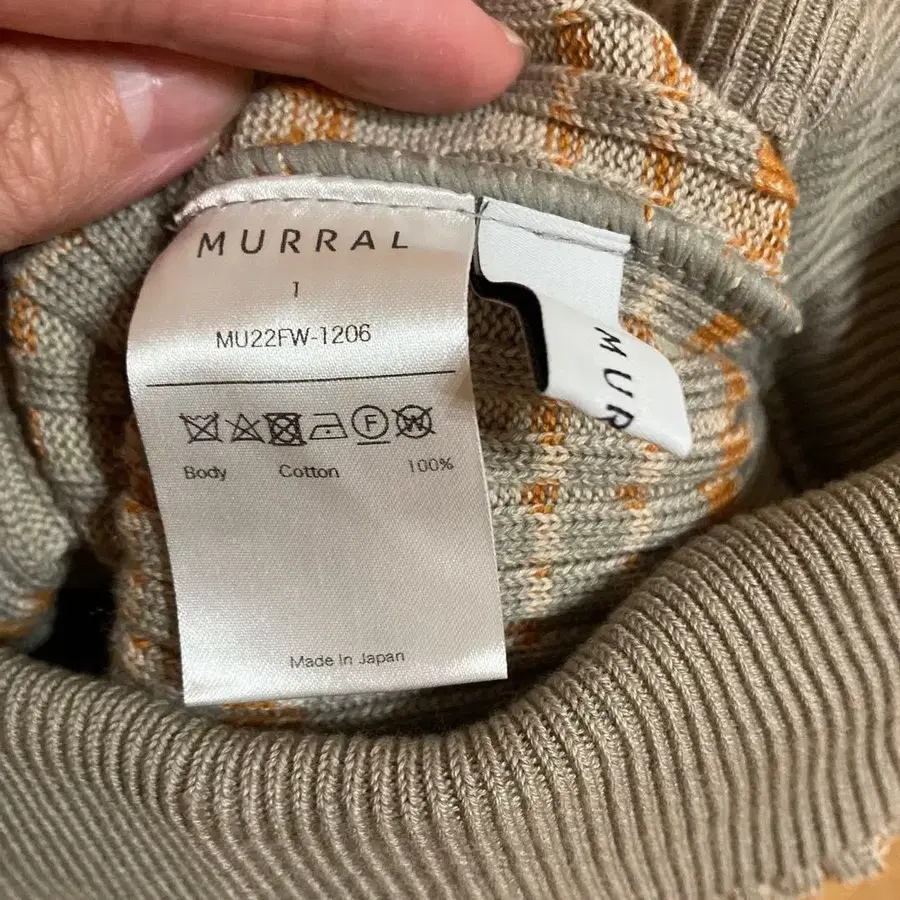 MURRAL
1
MU22FW-1206
F W
Body Cotton 100%
Made In Japan
MUR